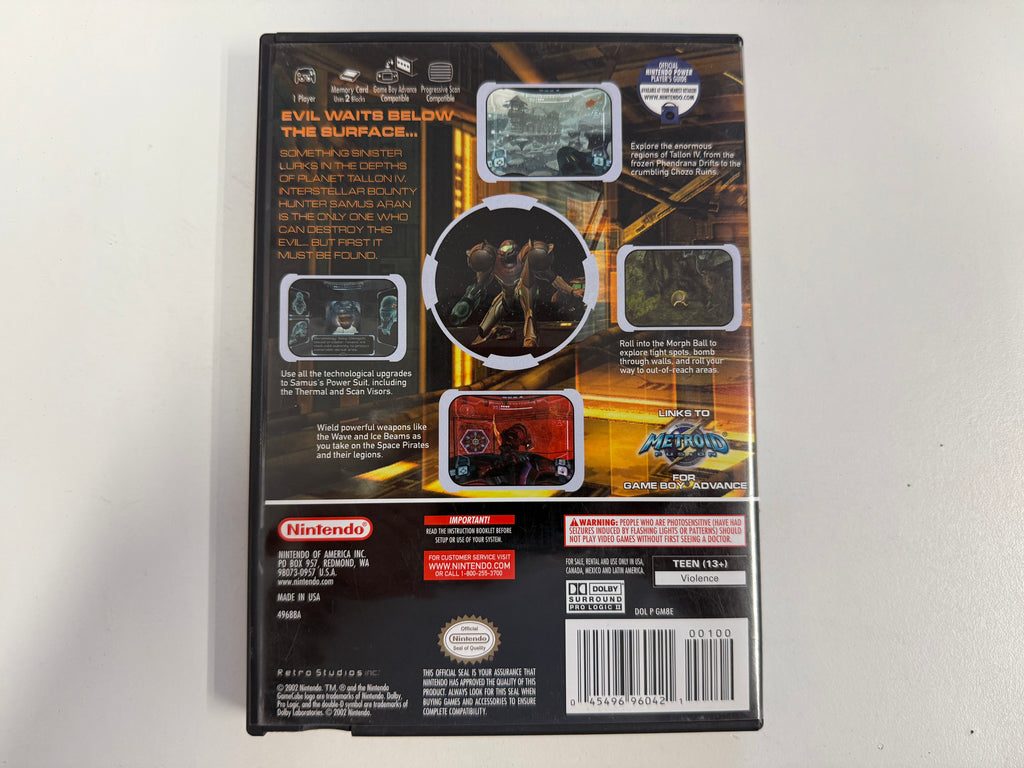 1 Player
Memory Card
Uses 2 Blocks
Game Boy Advance
Compatible
Progressive Scan
Compatible
OFFICIAL
NINTENDO POWER
PLAYER'S GUIDE
AVAILABLE AT YOUR NEAREST RETAILER!
WWW.NINTENDO.COM
EVIL WAITS BELOW
THE SURFACE...
SOMETHING SINISTER
LURKS IN THE DEPTHS
OF PLANET TALLON IV.
INTERSTELLAR BOUNTY
HUNTER SAMUS ARAN
IS THE ONLY ONE WHO
CAN DESTROY THIS
EVIL... BUT FIRST IT
MUST BE FOUND.
Explore the enormous
regions of Tallon IV, from the
frozen Phendrana Drifts to the
crumbling Chozo Ruins.
Roll into the Morph Ball to
explore tight spots, bomb
through walls, and roll your
way to out-of-reach areas.
Use all the technological upgrades
to Samus's Power Suit, including
the Thermal and Scan Visors.
Wield powerful weapons like
the Wave and Ice Beams as
you take on the Space Pirates
and their legions.
LINKS TO
METROID
FUSION
FOR
GAME BOY ADVANCE
Nintendo®
NINTENDO OF AMERICA INC.
PO BOX 957, REDMOND, WA
98073-0957 U.S.A.
www.nintendo.com
MADE IN USA
49688A
IMPORTANT!
READ THE INSTRUCTION BOOKLET BEFORE
SETUP OR USE OF YOUR SYSTEM.
FOR CUSTOMER SERVICE VISIT
WWW.NINTENDO.COM
OR CALL 1-800-255-3700
WARNING: PEOPLE WHO ARE PHOTOSENSITIVE (HAVE HAD
SEIZURES INDUCED BY FLASHING LIGHTS OR PATTERNS) SHOULD
NOT PLAY VIDEO GAMES WITHOUT FIRST SEEING A DOCTOR.
FOR SALE, RENTAL AND USE ONLY IN USA,
CANADA, MEXICO AND LATIN AMERICA.
TEEN (13+)
Violence
DOLBY
SURROUND
PRO LOGIC II
DOL P GM8E
Official
Nintendo
Seal of Quality
Retro Studios INC.
© 2002 Nintendo. TM, ® and the Nintendo
GameCube logo are trademarks of Nintendo. Dolby,
Pro Logic, and the double-D symbol are trademarks of
Dolby Laboratories. © 2002 Nintendo.
THIS OFFICIAL SEAL IS YOUR ASSURANCE THAT
NINTENDO HAS APPROVED THE QUALITY OF THIS
PRODUCT. ALWAYS LOOK FOR THIS SEAL WHEN
BUYING GAMES AND ACCESSORIES TO ENSURE
COMPLETE COMPATIBILITY.
00100
0 45496 96042 1